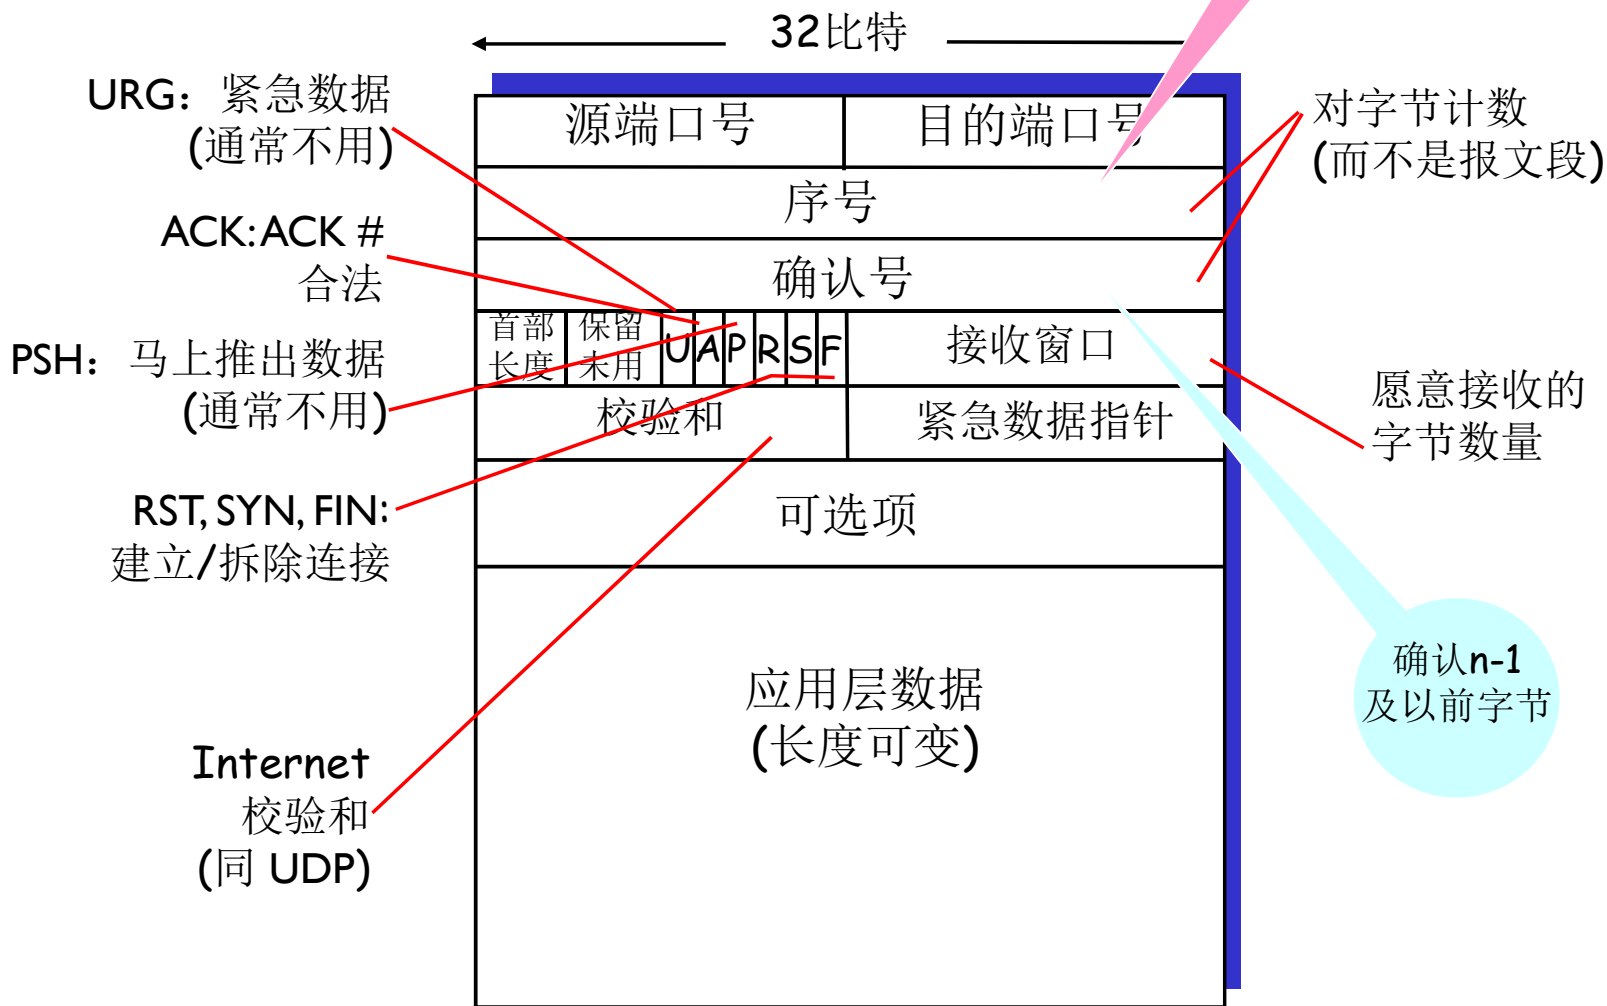 32比特
URG：紧急数据
(通常不用)
ACK:ACK #
合法
PSH：马上推出数据
(通常不用)
RST, SYN, FIN:
建立/拆除连接
Internet
校验和
(同 UDP)
源端口号
目的端口号
序号
确认号
首部
长度
保留
未用
U
A
P
R
S
F
接收窗口
校验和
紧急数据指针
可选项
应用层数据
(长度可变)
对字节计数
(而不是报文段)
愿意接收的
字节数量
确认n-1
及以前字节